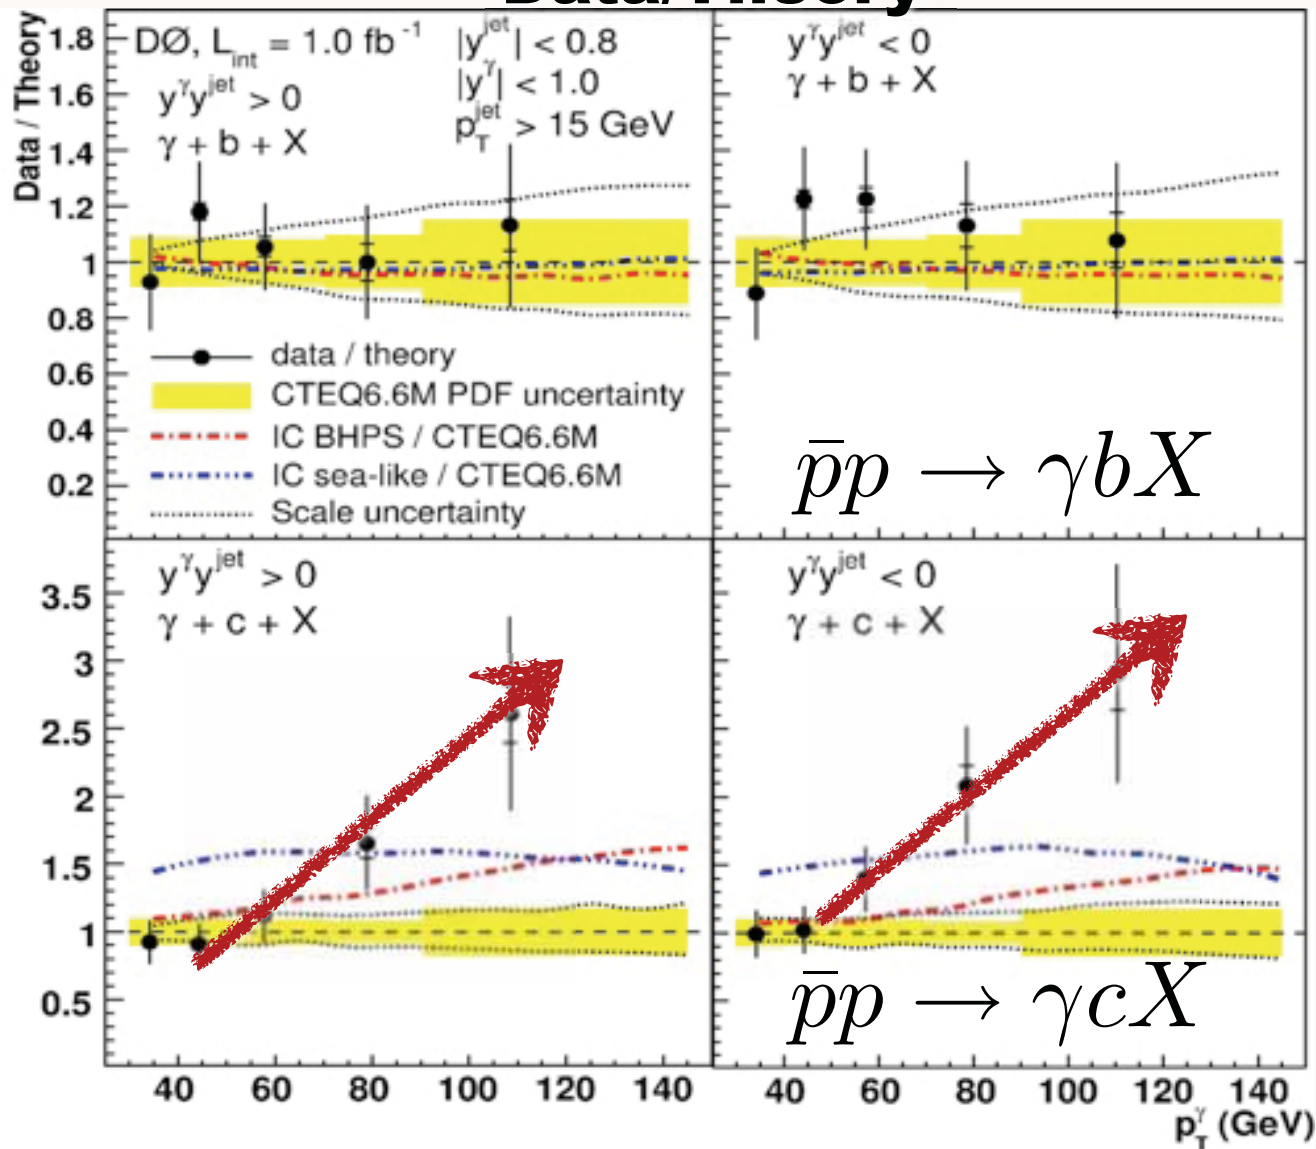 Data/Theory
Data / Theory
1.8
1.6
1.4
1.2
1
0.8
0.6
0.4
0.2
DØ, L_int = 1.0 fb⁻¹
y^γ y^jet > 0
γ + b + X
|y^jet| < 0.8
|y^γ| < 1.0
p_T^jet > 15 GeV
data / theory
CTEQ6.6M PDF uncertainty
IC BHPS / CTEQ6.6M
IC sea-like / CTEQ6.6M
Scale uncertainty
y^γ y^jet < 0
γ + b + X
p̄p → γbX
3.5
3
2.5
2
1.5
1
0.5
y^γ y^jet > 0
γ + c + X
y^γ y^jet < 0
γ + c + X
p̄p → γcX
40 60 80 100 120 140
40 60 80 100 120 140
p_T^γ (GeV)